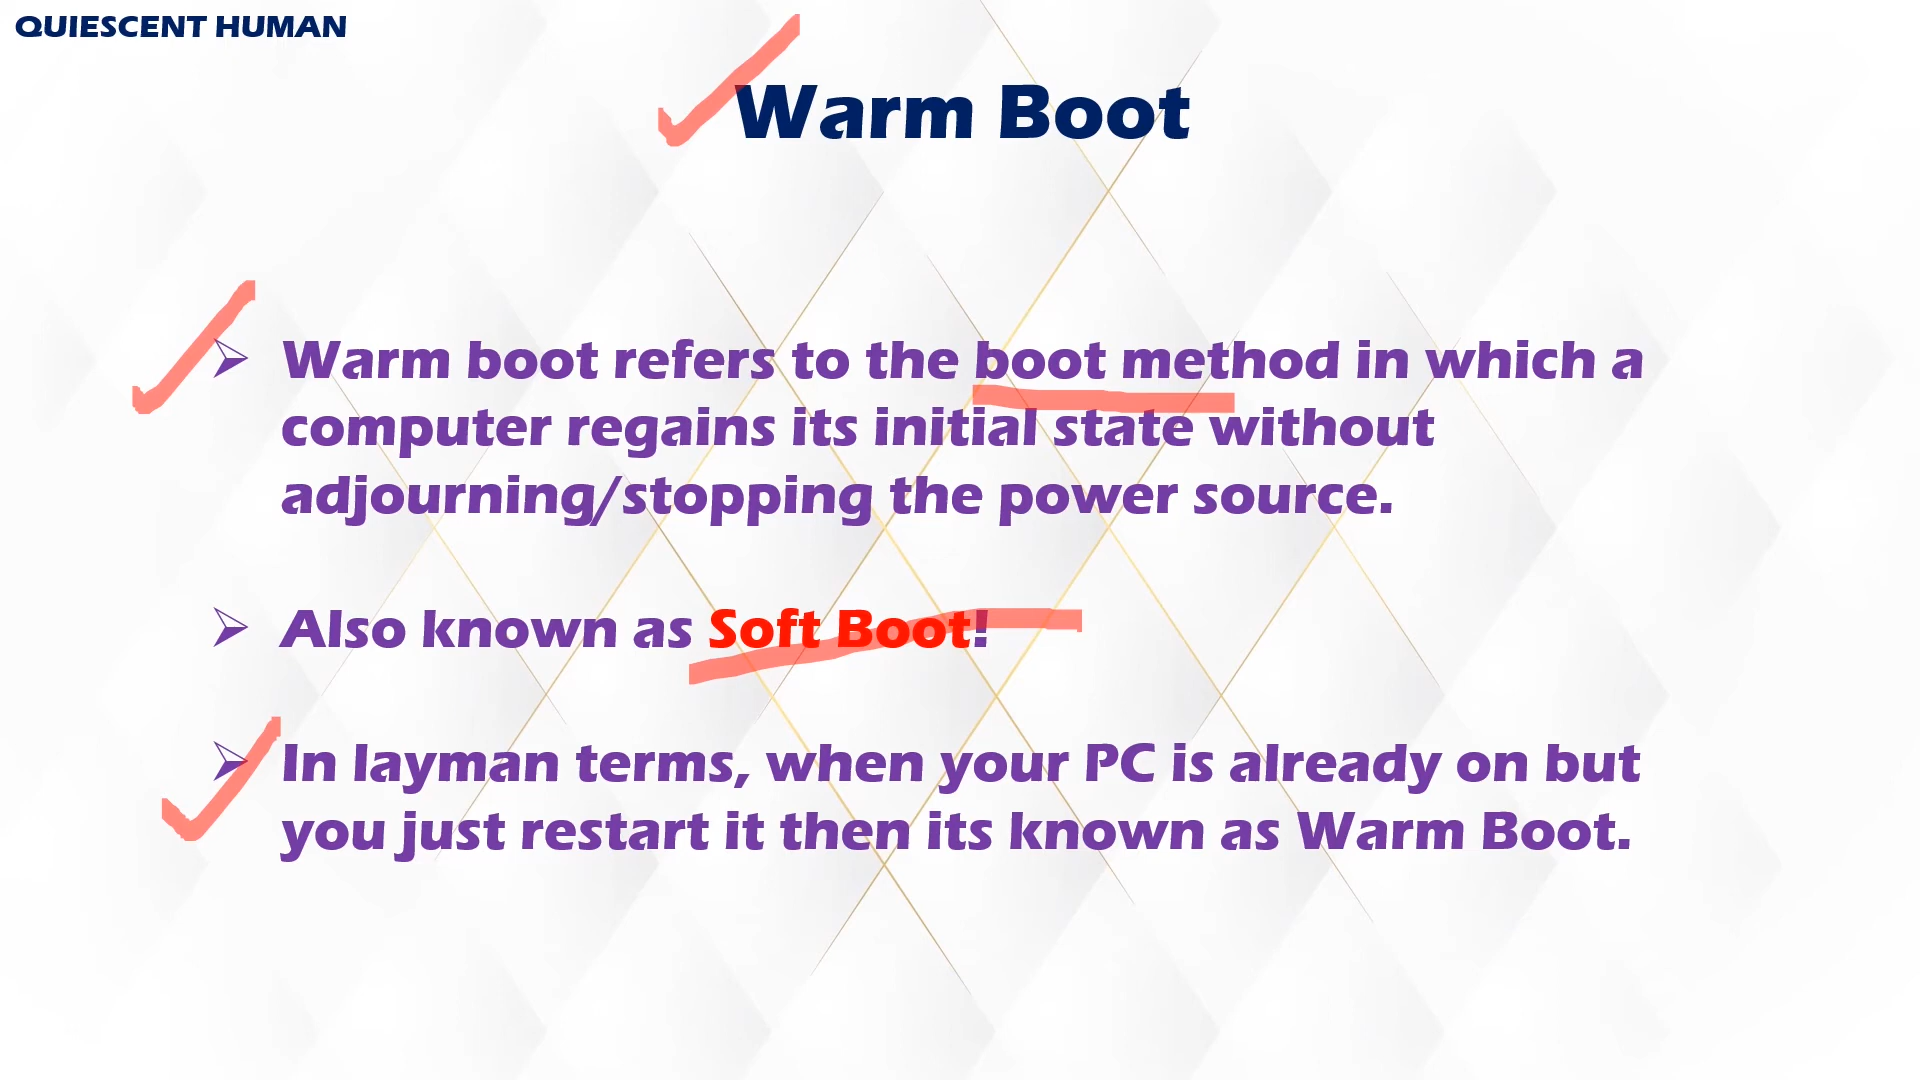 QUIESCENT HUMAN
Warm Boot
➢ Warm boot refers to the boot method in which a
computer regains its initial state without
adjourning/stopping the power source.
➢ Also known as Soft Boot!
➢ In layman terms, when your PC is already on but
you just restart it then its known as Warm Boot.